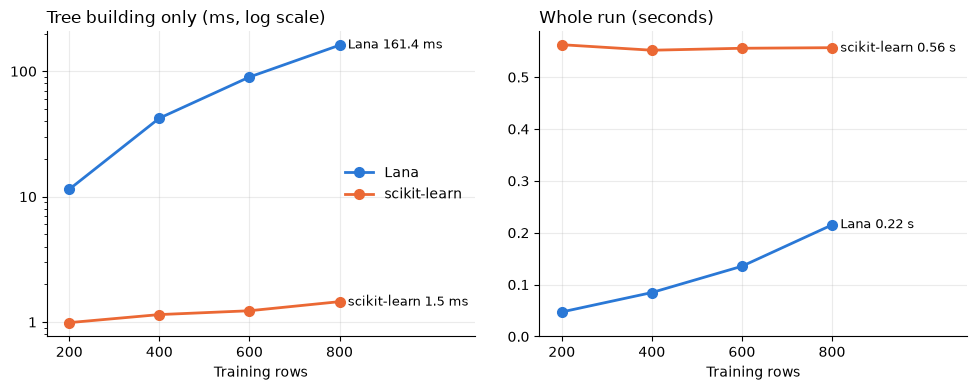 Tree building only (ms, log scale)
Lana 161.4 ms
100
Lana
scikit-learn
10
scikit-learn 1.5 ms
1
200 400 600 800
Training rows
Whole run (seconds)
scikit-learn 0.56 s
0.5
0.4
0.3
Lana 0.22 s
0.2
0.1
0.0
200 400 600 800
Training rows